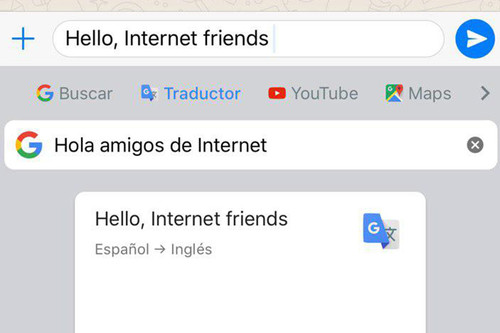 Hello, Internet friends
Buscar Traductor YouTube Maps
Hola amigos de Internet
Hello, Internet friends
Español → Inglés